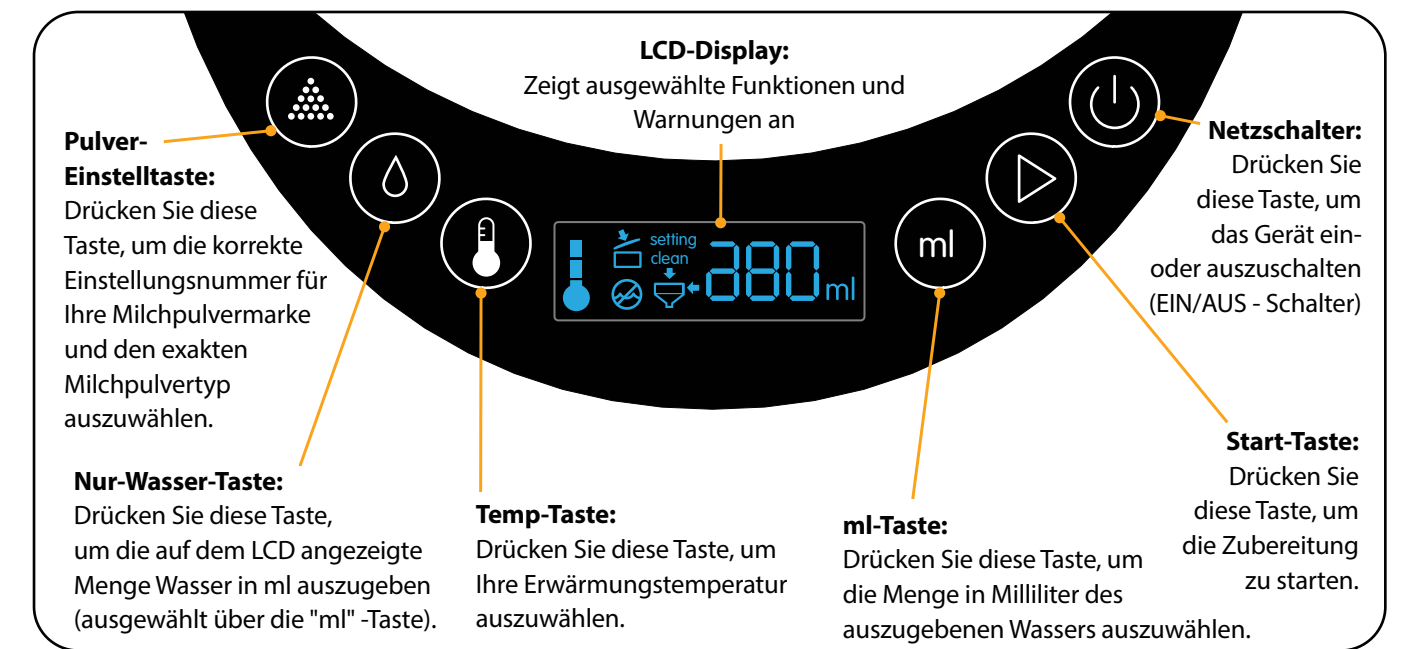 LCD-Display:
Zeigt ausgewählte Funktionen und
Warnungen an
Pulver-
Einstelltaste:
Drücken Sie diese
Taste, um die korrekte
Einstellungsnummer für
Ihre Milchpulvermarke
und den exakten
Milchpulvertyp
auszuwählen.
Nur-Wasser-Taste:
Drücken Sie diese Taste,
um die auf dem LCD angezeigte
Menge Wasser in ml auszugeben
(ausgewählt über die "ml" -Taste).
Temp-Taste:
Drücken Sie diese Taste, um
Ihre Erwärmungstemperatur
auszuwählen.
setting
clean
280 ml
ml
ml-Taste:
Drücken Sie diese Taste, um
die Menge in Milliliter des
auszugebenen Wassers auszuwählen.
Netzschalter:
Drücken Sie
diese Taste, um
das Gerät ein-
oder auszuschalten
(EIN/AUS - Schalter)
Start-Taste:
Drücken Sie
diese Taste, um
die Zubereitung
zu starten.